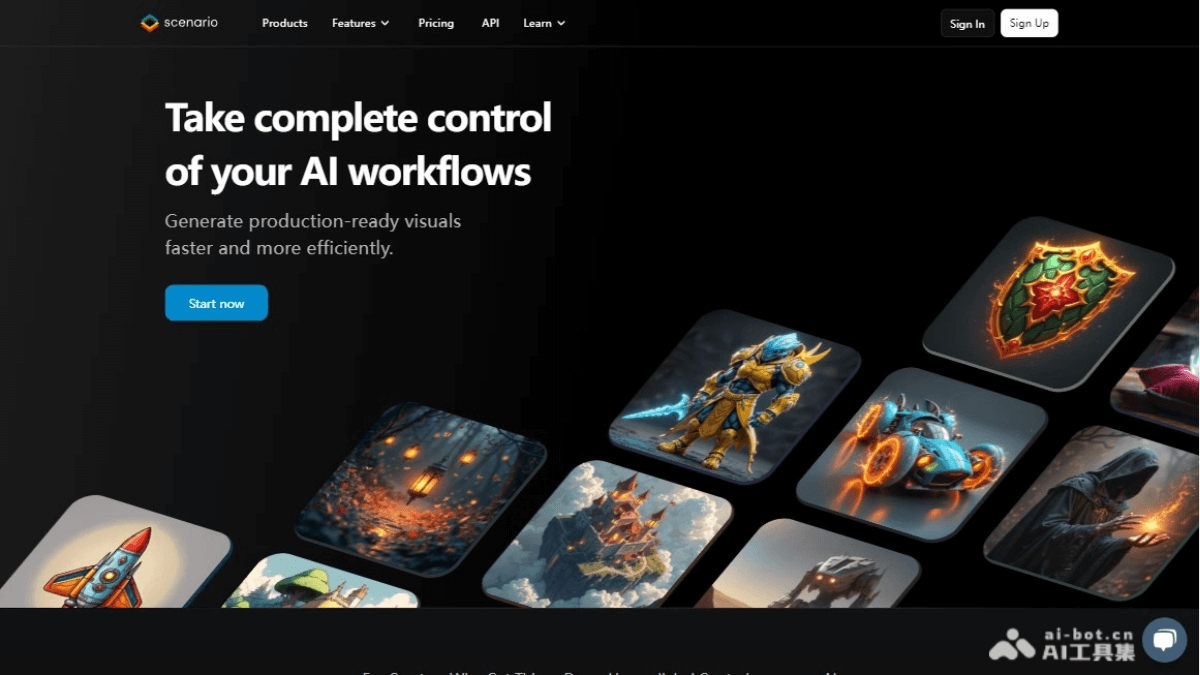 scenario
Products
Features
Pricing
API
Learn
Sign In
Sign Up
Take complete control
of your AI workflows
Generate production-ready visuals
faster and more efficiently.
Start now
ai-bot.cn
AI工具集